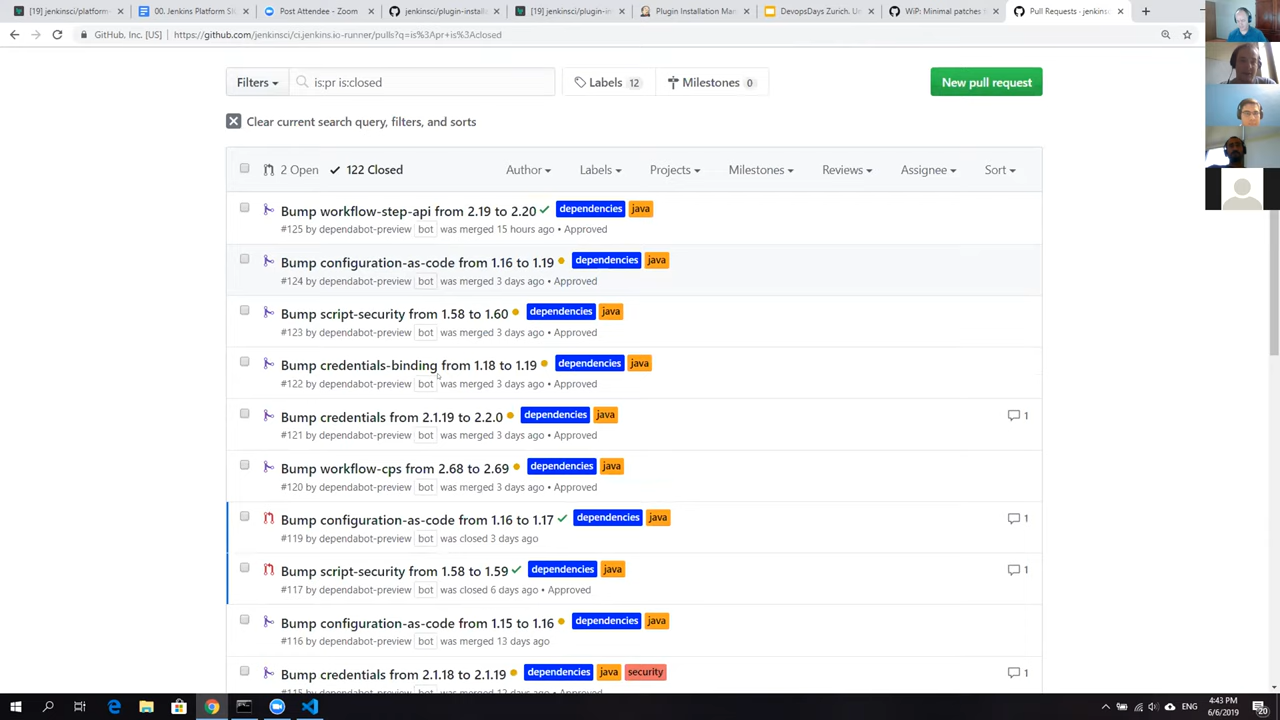 [19] jenkinsci/platform-
00. Jenkins Platform SI
Post Attendee - Zoom
jenkinsci/plugin-install
[19] jenkinsci/plugin-in
Plugin Installation Man
DevopsDays Zurich. U
WiP: Minimal patches
Pull Requests · jenkins
GitHub, Inc. [US] https://github.com/jenkinsci/ci.jenkins.io-runner/pulls?q=is%3Apr+is%3Aclosed
Filters is:pr is:closed Labels 12 Milestones 0 New pull request
Clear current search query, filters, and sorts
2 Open 122 Closed Author Labels Projects Milestones Reviews Assignee Sort
Bump workflow-step-api from 2.19 to 2.20 dependencies java
#125 by dependabot-preview bot was merged 15 hours ago • Approved
Bump configuration-as-code from 1.16 to 1.19 dependencies java
#124 by dependabot-preview bot was merged 3 days ago • Approved
Bump script-security from 1.58 to 1.60 dependencies java
#123 by dependabot-preview bot was merged 3 days ago • Approved
Bump credentials-binding from 1.18 to 1.19 dependencies java
#122 by dependabot-preview bot was merged 3 days ago • Approved
Bump credentials from 2.1.19 to 2.2.0 dependencies java 1
#121 by dependabot-preview bot was merged 3 days ago • Approved
Bump workflow-cps from 2.68 to 2.69 dependencies java
#120 by dependabot-preview bot was merged 3 days ago • Approved
Bump configuration-as-code from 1.16 to 1.17 dependencies java 1
#119 by dependabot-preview bot was closed 3 days ago
Bump script-security from 1.58 to 1.59 dependencies java 1
#117 by dependabot-preview bot was closed 6 days ago • Approved
Bump configuration-as-code from 1.15 to 1.16 dependencies java
#116 by dependabot-preview bot was merged 13 days ago
Bump credentials from 2.1.18 to 2.1.19 dependencies java security 1
#115 by dependabot-preview bot was merged 12 days ago • Approved
ENG
4:43 PM
6/6/2019
20